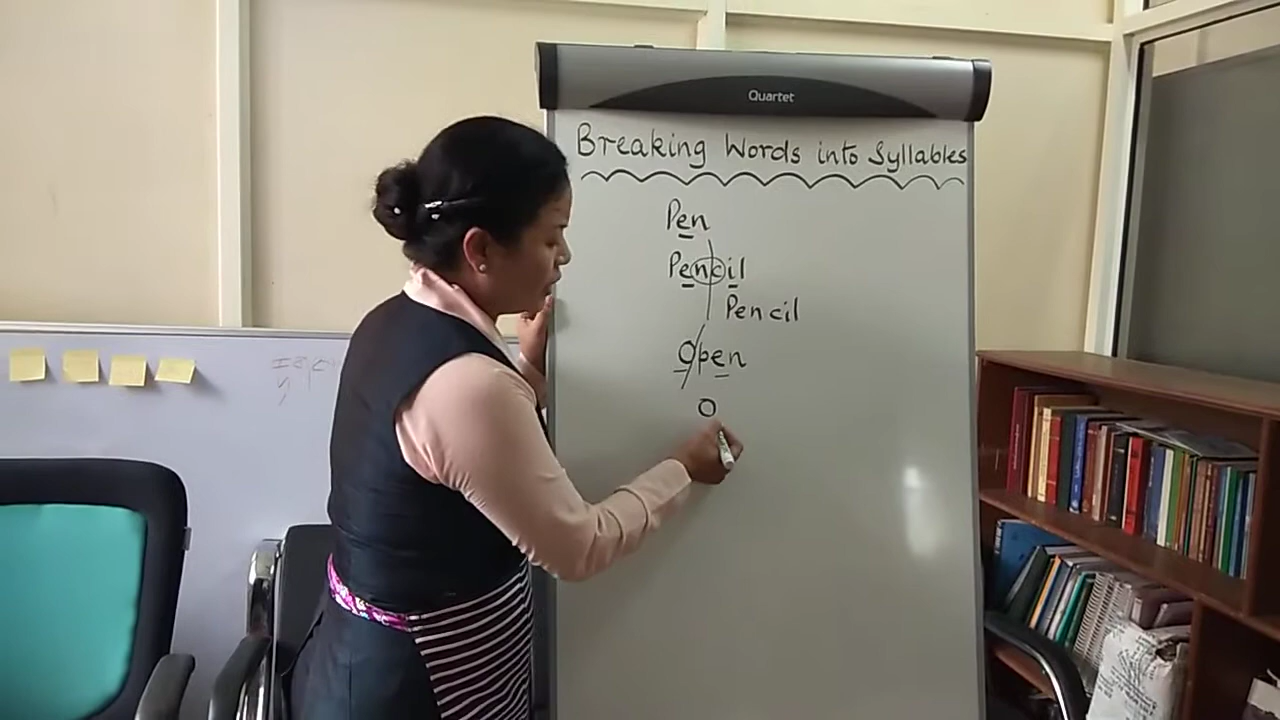 Quartet
Breaking Words into Syllables
Pen
Pencil
Pen cil
Open
O